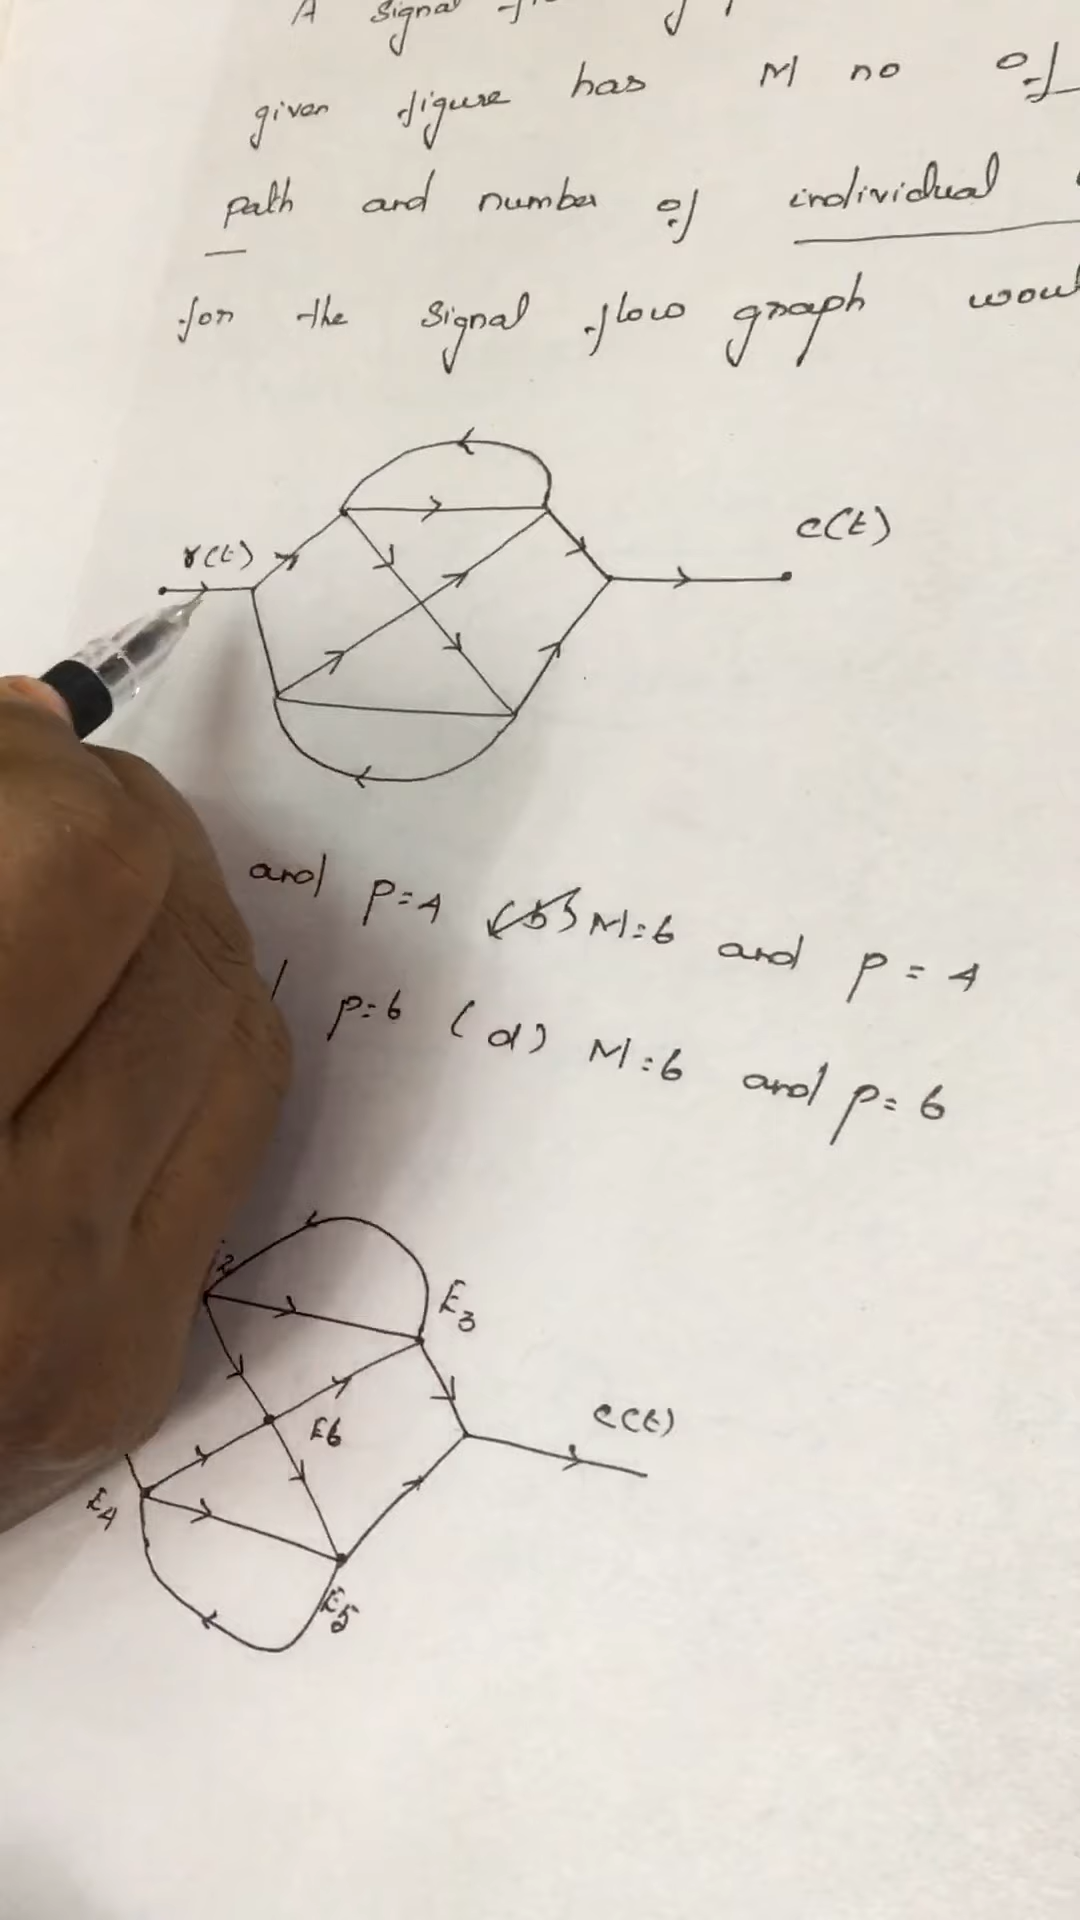 A signal
given figure has M no of
path and number of individual
for the signal flow graph
r(t)
c(t)
and p=4 (b) M=6 and p = 4
p=6 (d) M=6 and p= 6
E3
E6
c(t)
E4
E5